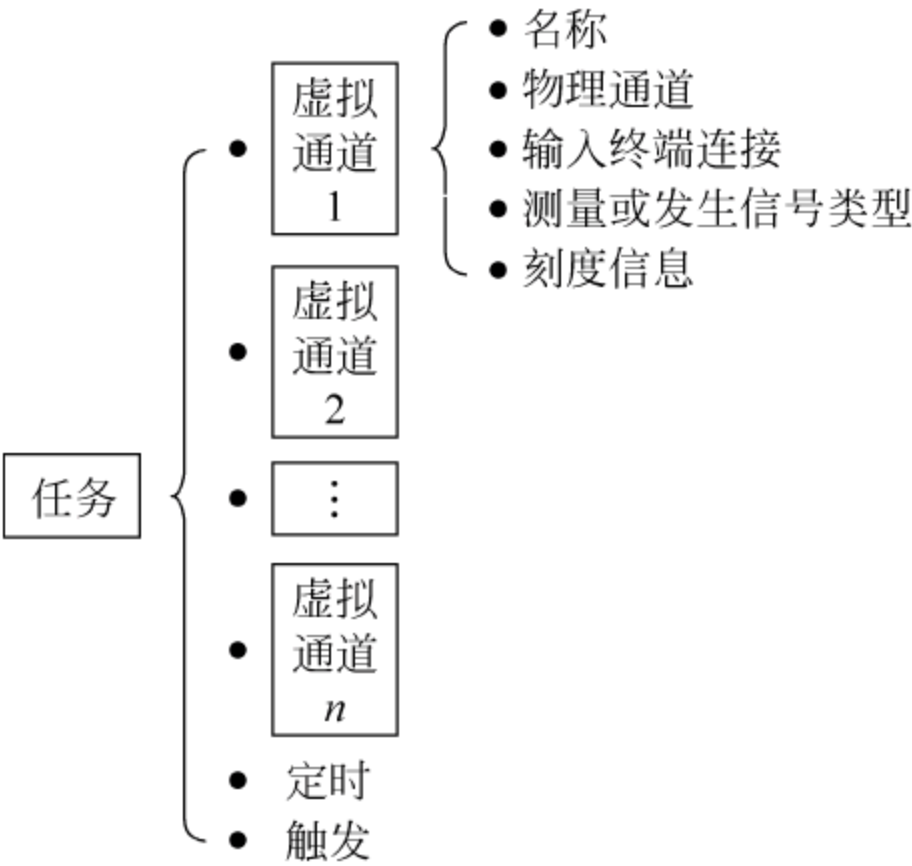 名称
物理通道
输入终端连接
测量或发生信号类型
刻度信息
虚拟
通道
1
虚拟
通道
2
⋮
虚拟
通道
n
任务
定时
触发